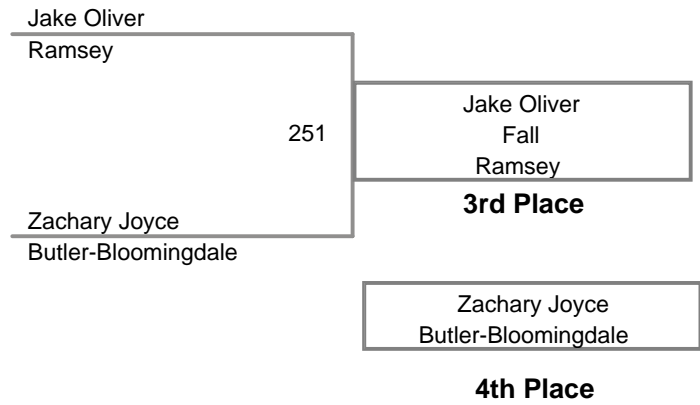 Jake Oliver
Ramsey
251
Jake Oliver
Fall
Ramsey
3rd Place
Zachary Joyce
Butler-Bloomingdale
Zachary Joyce
Butler-Bloomingdale
4th Place